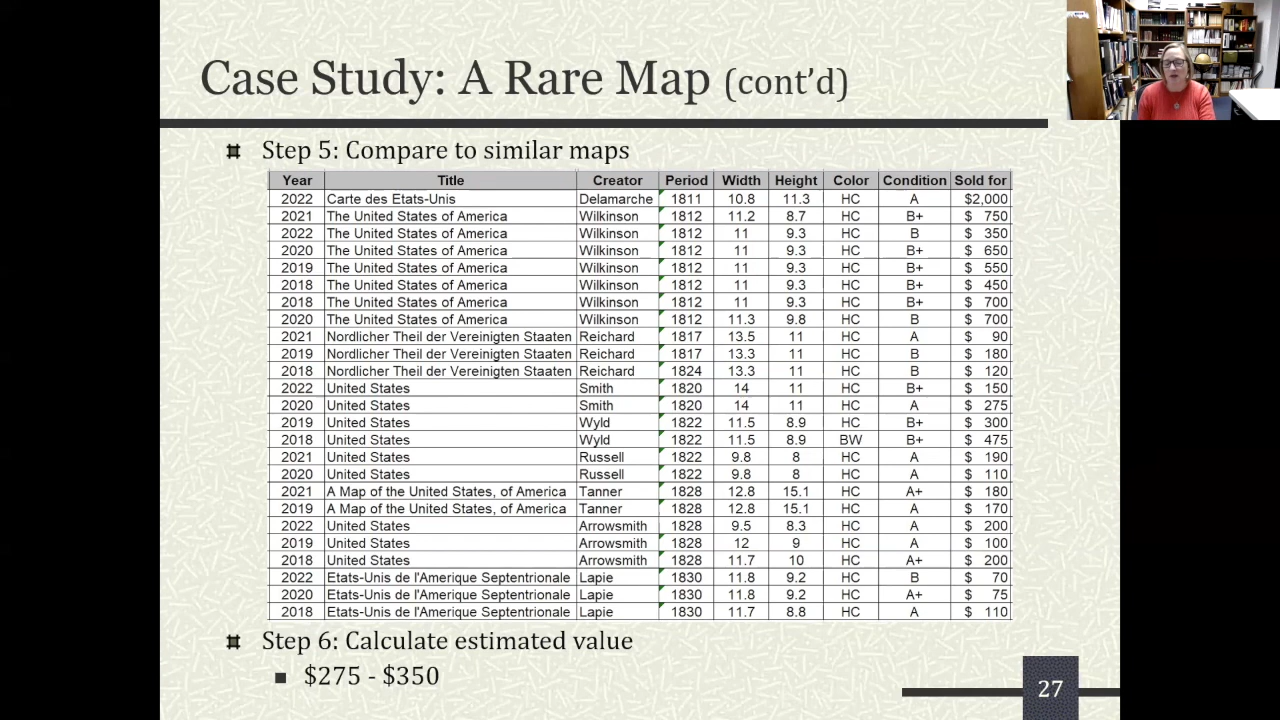 Case Study: A Rare Map (cont'd)
Step 5: Compare to similar maps
Year Title Creator Period Width Height Color Condition Sold for
2022 Carte des Etats-Unis Delamarche 1811 10.8 11.3 HC A $2,000
2021 The United States of America Wilkinson 1812 11.2 8.7 HC B+ $ 750
2022 The United States of America Wilkinson 1812 11 9.3 HC B $ 350
2020 The United States of America Wilkinson 1812 11 9.3 HC B+ $ 650
2019 The United States of America Wilkinson 1812 11 9.3 HC B+ $ 550
2018 The United States of America Wilkinson 1812 11 9.3 HC B+ $ 450
2018 The United States of America Wilkinson 1812 11 9.3 HC B+ $ 700
2020 The United States of America Wilkinson 1812 11.3 9.8 HC B $ 700
2021 Nordlicher Theil der Vereinigten Staaten Reichard 1817 13.5 11 HC A $ 90
2019 Nordlicher Theil der Vereinigten Staaten Reichard 1817 13.3 11 HC B $ 180
2018 Nordlicher Theil der Vereinigten Staaten Reichard 1824 13.3 11 HC B $ 120
2022 United States Smith 1820 14 11 HC B+ $ 150
2020 United States Smith 1820 14 11 HC A $ 275
2019 United States Wyld 1822 11.5 8.9 HC B+ $ 300
2018 United States Wyld 1822 11.5 8.9 BW B+ $ 475
2021 United States Russell 1822 9.8 8 HC A $ 190
2020 United States Russell 1822 9.8 8 HC A $ 110
2021 A Map of the United States, of America Tanner 1828 12.8 15.1 HC A+ $ 180
2019 A Map of the United States, of America Tanner 1828 12.8 15.1 HC A $ 170
2022 United States Arrowsmith 1828 9.5 8.3 HC A $ 200
2019 United States Arrowsmith 1828 12 9 HC A $ 100
2018 United States Arrowsmith 1828 11.7 10 HC A+ $ 200
2022 Etats-Unis de l'Amerique Septentrionale Lapie 1830 11.8 9.2 HC B $ 70
2020 Etats-Unis de l'Amerique Septentrionale Lapie 1830 11.8 9.2 HC A+ $ 75
2018 Etats-Unis de l'Amerique Septentrionale Lapie 1830 11.7 8.8 HC A $ 110
Step 6: Calculate estimated value
$275 - $350
27